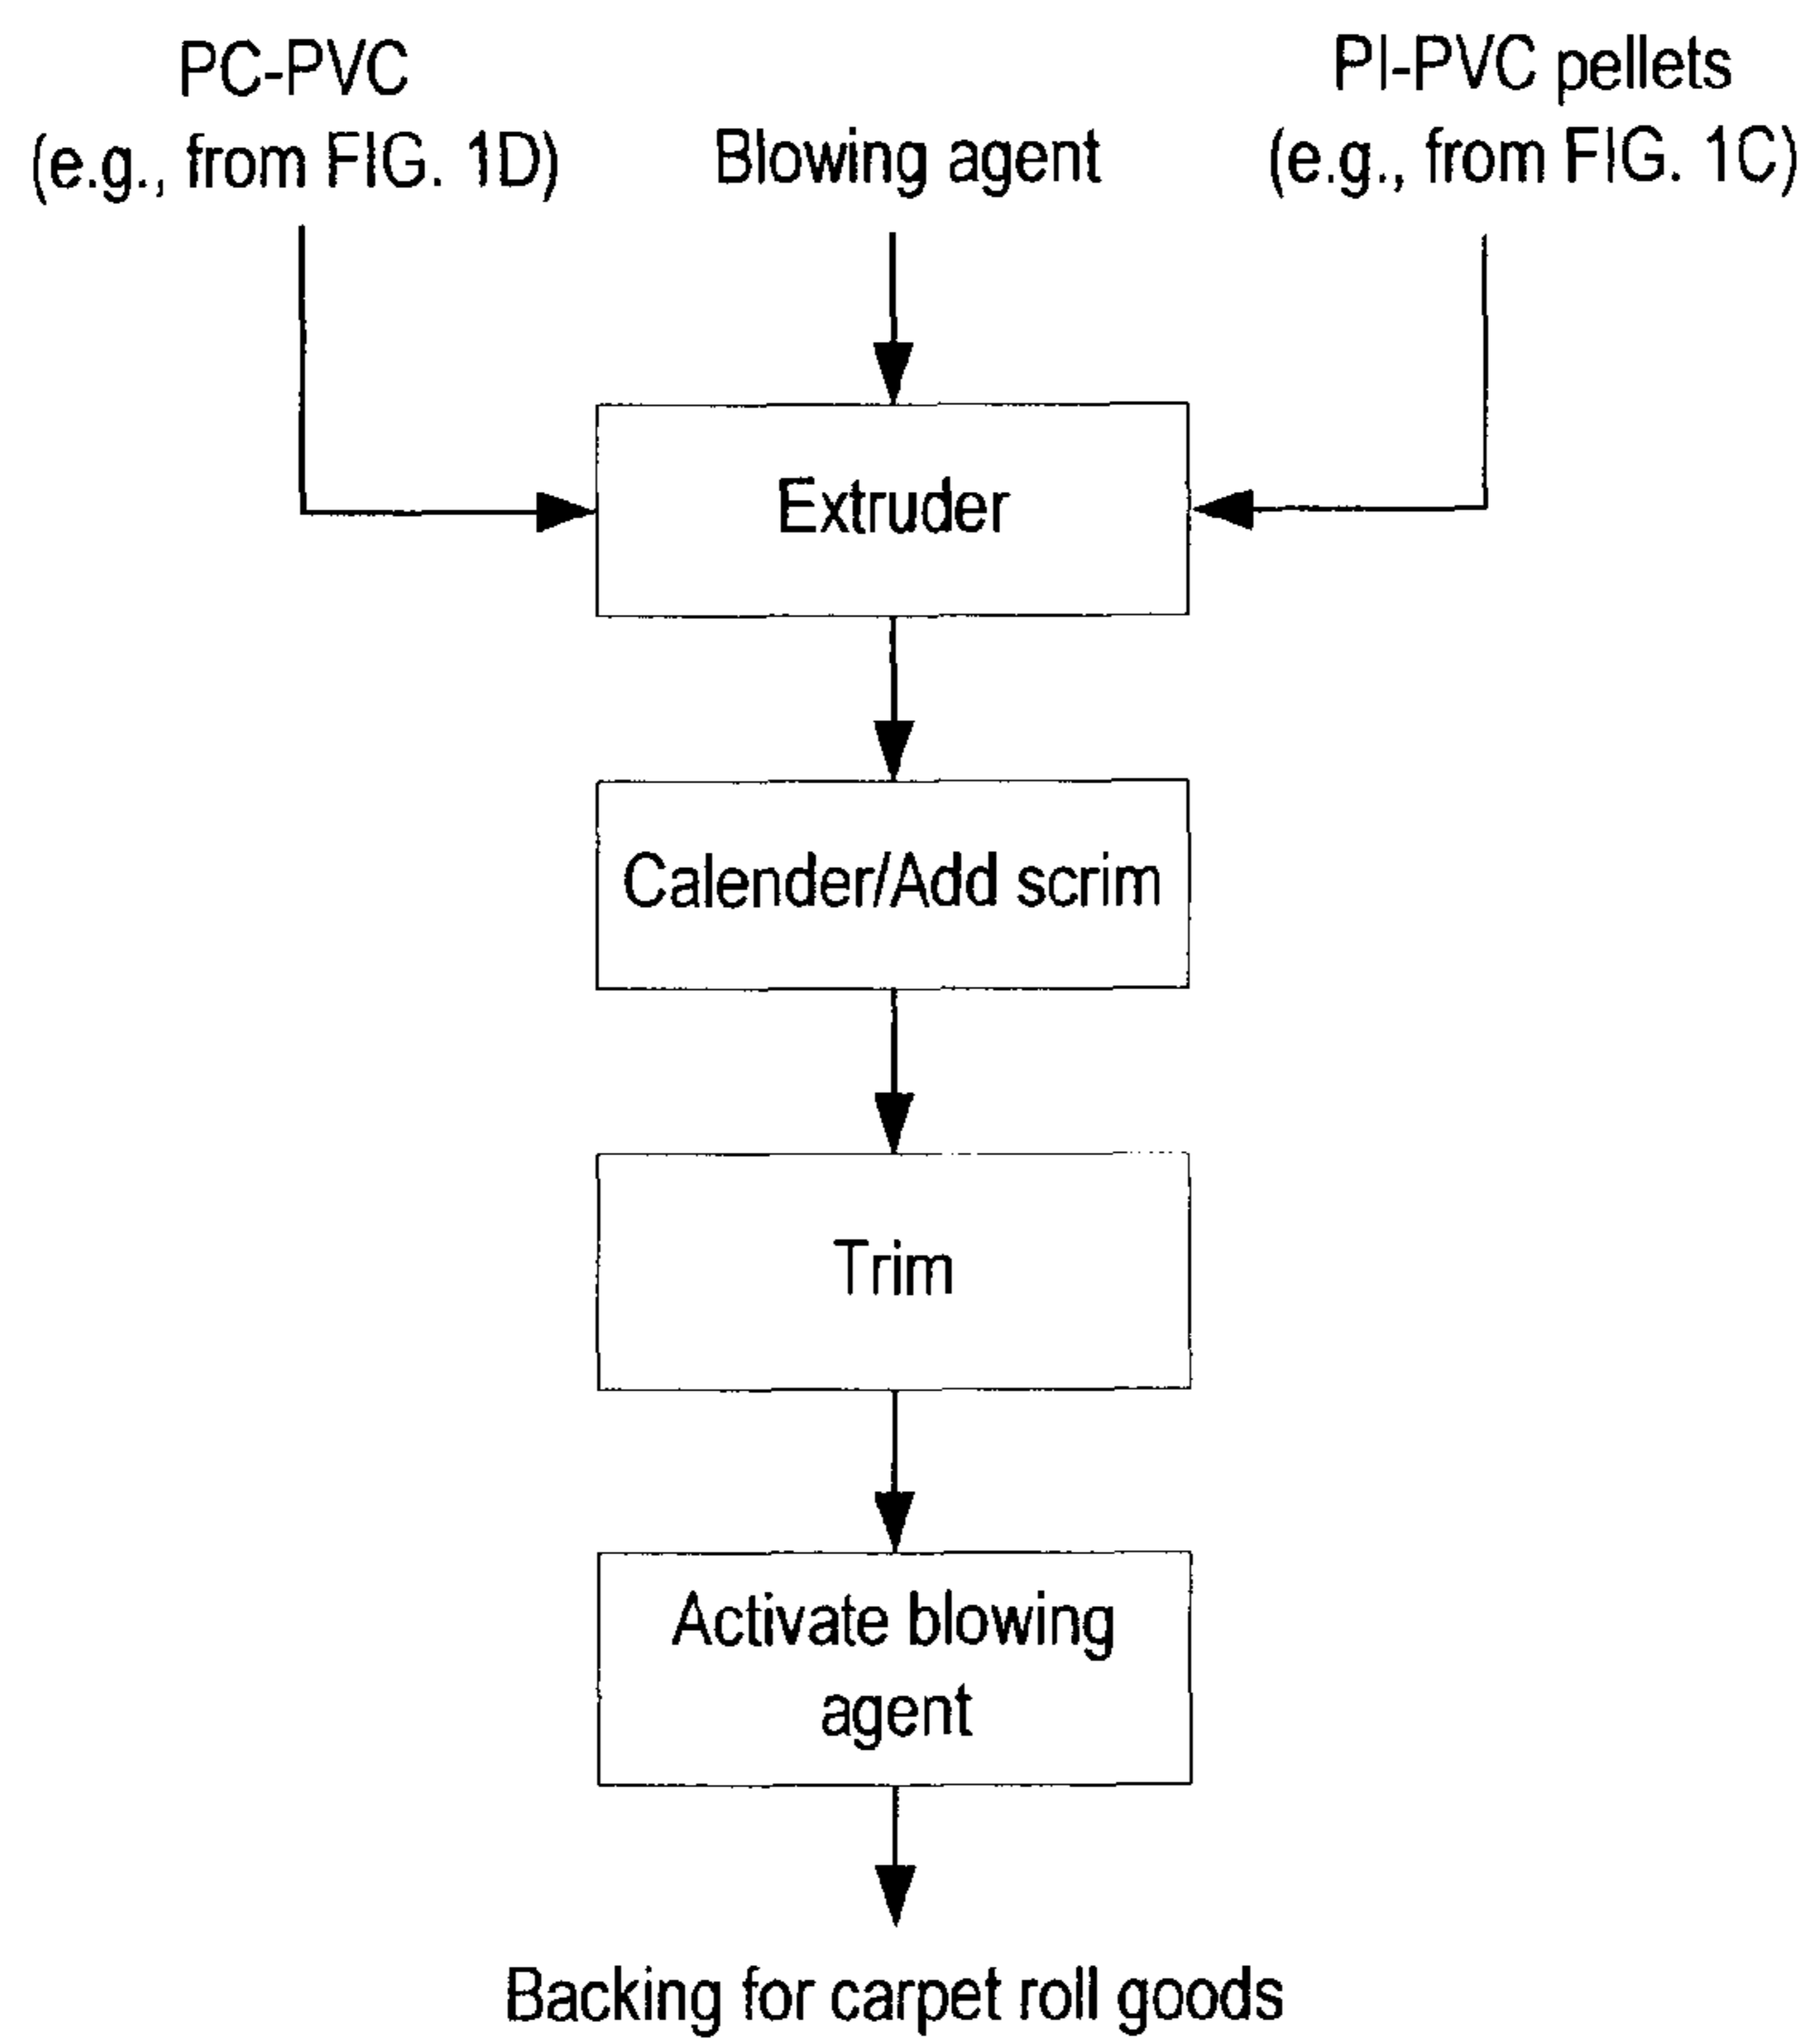 PC-PVC
(e.g., from FIG. 1D)
Blowing agent
PI-PVC pellets
(e.g., from FIG. 1C)
Extruder
Calender/Add scrim
Trim
Activate blowing
agent
Backing for carpet roll goods